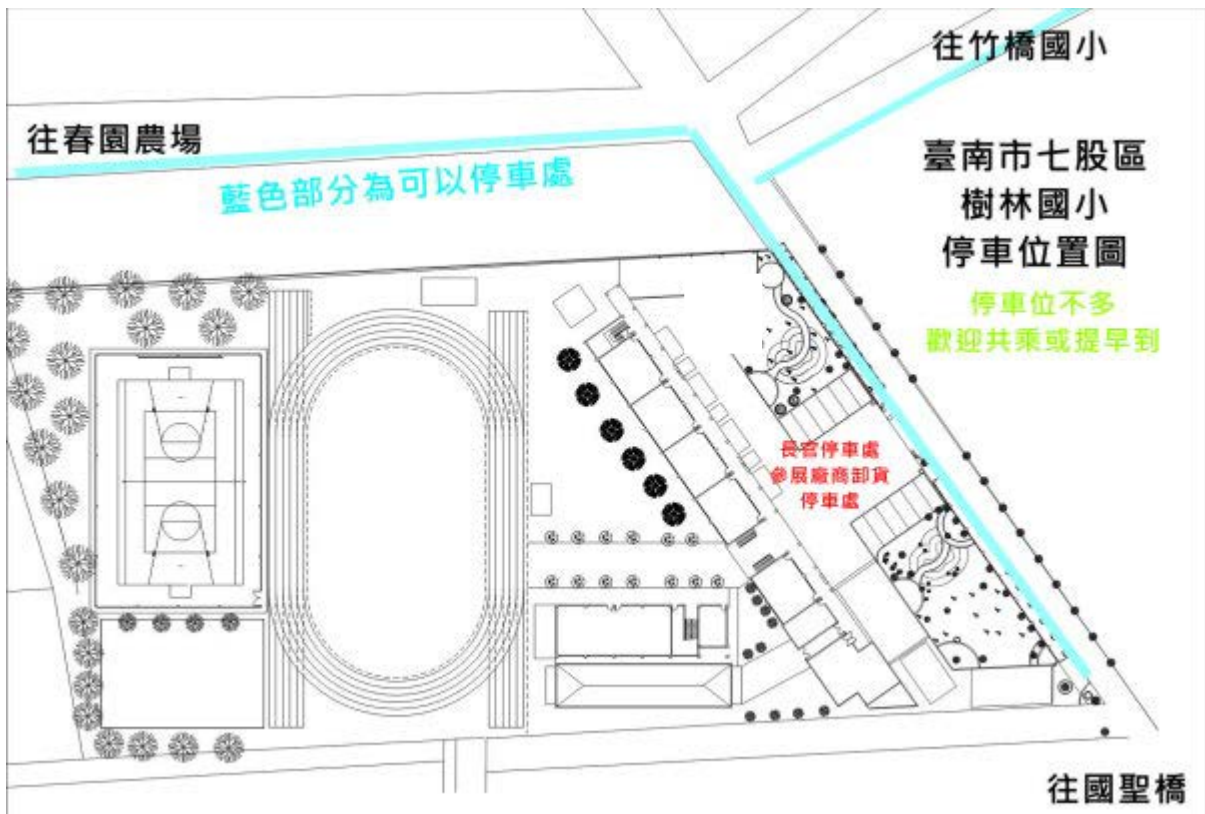 往竹橋國小
往春園農場
藍色部分為可以停車處
臺南市七股區
樹林國小
停車位置圖
停車位不多
歡迎共乘或提早到
長官停車處
參展廠商卸貨
停車處
往國聖橋